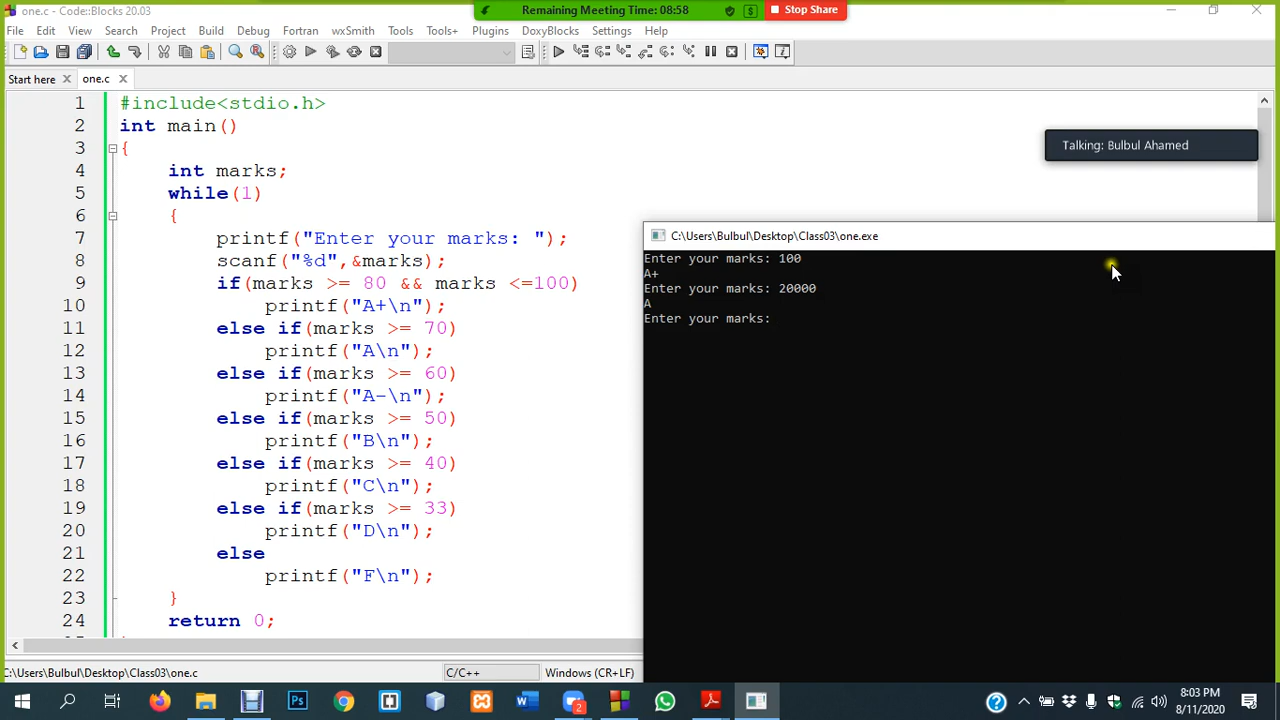 one.c - Code::Blocks 20.03
Remaining Meeting Time: 08:58
Stop Share
File Edit View Search Project Build Debug Fortran wxSmith Tools Tools+ Plugins DoxyBlocks Settings Help
Start here
one.c
1 #include<stdio.h>
2 int main()
3 {
4 int marks;
5 while(1)
6 {
7 printf("Enter your marks: ");
8 scanf("%d",&marks);
9 if(marks >= 80 && marks <=100)
10 printf("A+\n");
11 else if(marks >= 70)
12 printf("A\n");
13 else if(marks >= 60)
14 printf("A-\n");
15 else if(marks >= 50)
16 printf("B\n");
17 else if(marks >= 40)
18 printf("C\n");
19 else if(marks >= 33)
20 printf("D\n");
21 else
22 printf("F\n");
23 }
24 return 0;
Talking: Bulbul Ahamed
C:\Users\Bulbul\Desktop\Class03\one.exe
Enter your marks: 100
A+
Enter your marks: 20000
A
Enter your marks:
C:\Users\Bulbul\Desktop\Class03\one.c
C/C++
Windows (CR+LF)
2
8:03 PM
8/11/2020